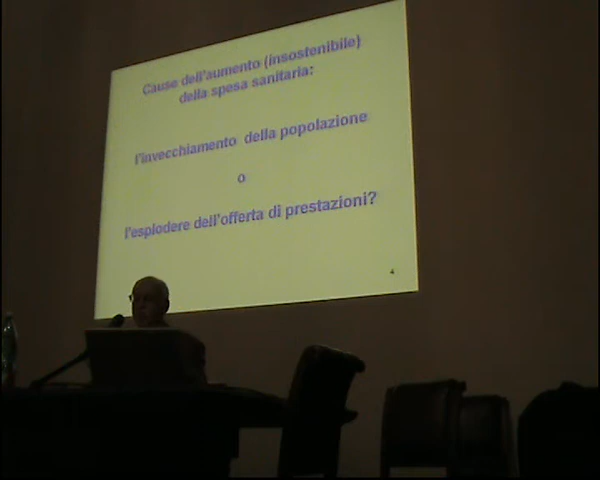 Cause dell'aumento (insostenibile)
della spesa sanitaria:
l'invecchiamento della popolazione
o
l'esplodere dell'offerta di prestazioni?
4